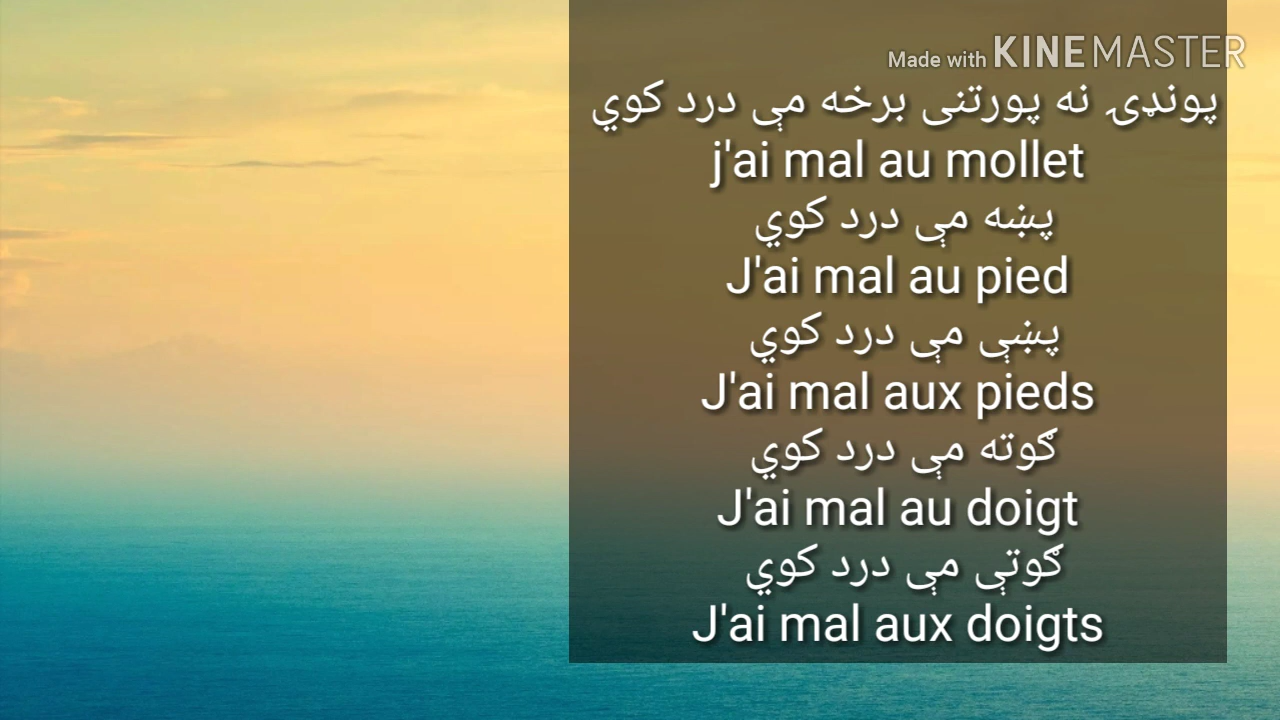 Made with KINEMASTER
پونډۍ نه پورتنی برخه مې درد کوي
j'ai mal au mollet
پښه مې درد کوي
J'ai mal au pied
پښې مې درد کوي
J'ai mal aux pieds
ګوته مې درد کوي
J'ai mal au doigt
ګوتې مې درد کوي
J'ai mal aux doigts